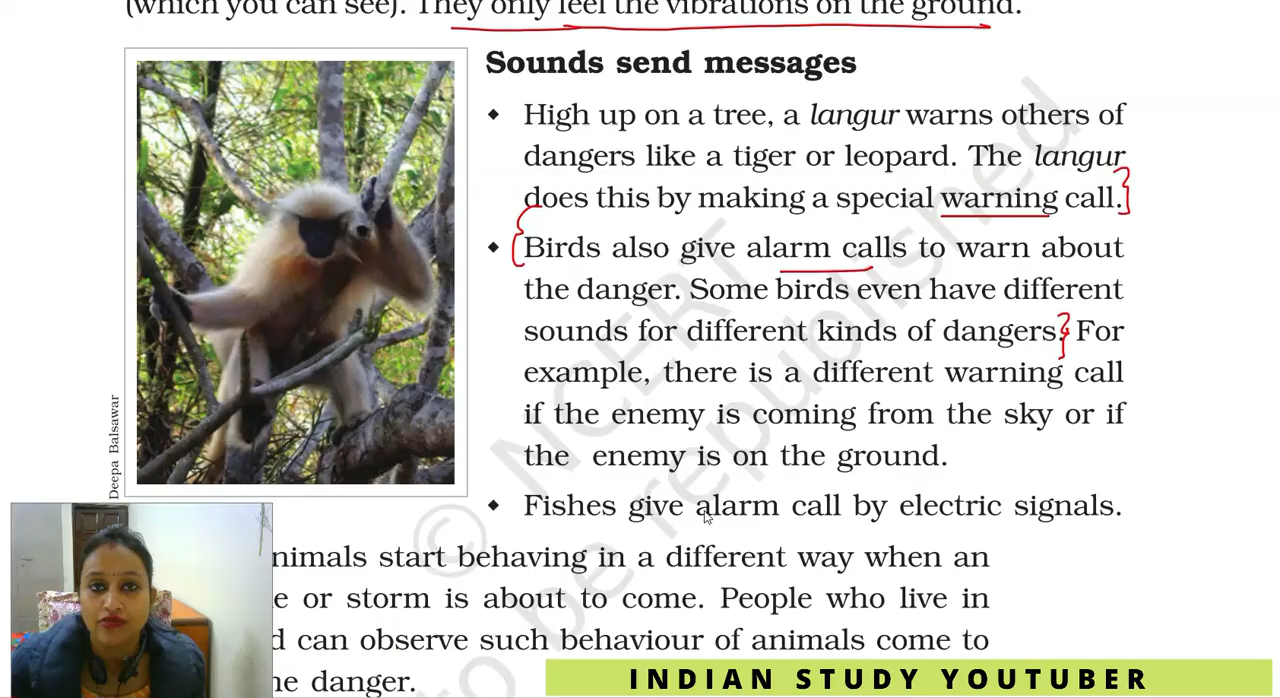 (which you can see). They only feel the vibrations on the ground.
Sounds send messages
High up on a tree, a langur warns others of
dangers like a tiger or leopard. The langur
does this by making a special warning call.
Birds also give alarm calls to warn about
the danger. Some birds even have different
sounds for different kinds of dangers. For
example, there is a different warning call
if the enemy is coming from the sky or if
the enemy is on the ground.
Fishes give alarm call by electric signals.
Deepa Balsawar
nimals start behaving in a different way when an
e or storm is about to come. People who live in
d can observe such behaviour of animals come to
he danger.
© NCERT
to be republished
INDIAN STUDY YOUTUBER